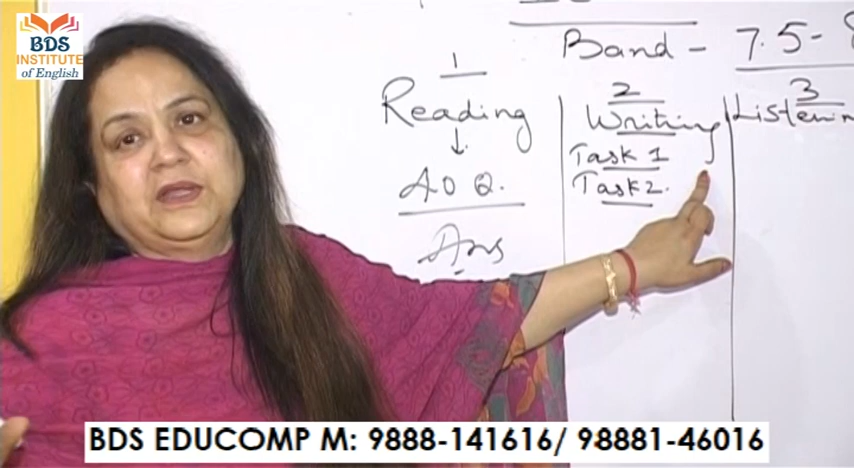 BDS
INSTITUTE
of English
Band - 7.5 -
1
Reading
↓
40 Q.
Ans
2
Writing
Task 1
Task 2.
3
Listenin
BDS EDUCOMP M: 9888-141616/ 98881-46016